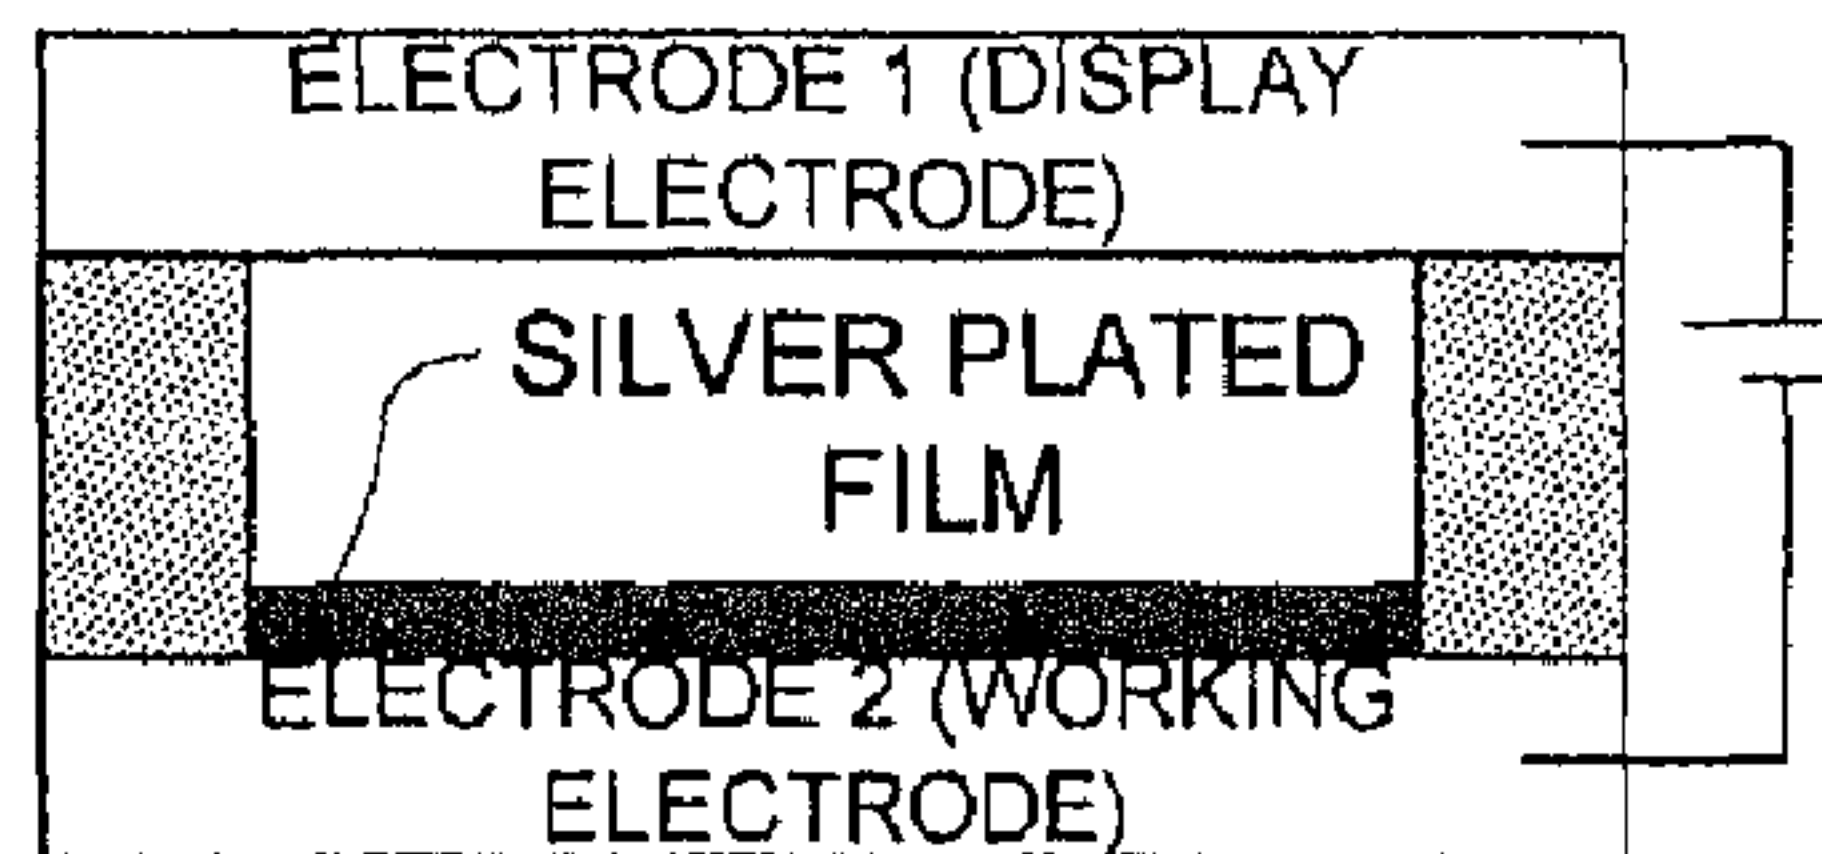 ELECTRODE 1 (DISPLAY
ELECTRODE)
SILVER PLATED
FILM
ELECTRODE 2 (WORKING
ELECTRODE)